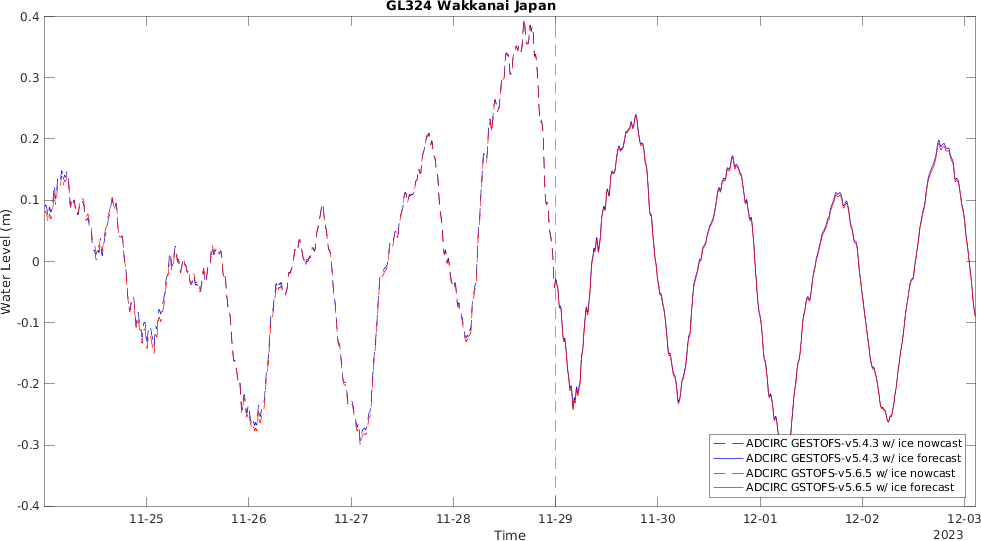 GL324 Wakkanai Japan
0.4
0.3
0.2
0.1
0
-0.1
-0.2
-0.3
-0.4
Water Level (m)
ADCIRC GESTOFS-v5.4.3 w/ ice nowcast
ADCIRC GESTOFS-v5.4.3 w/ ice forecast
ADCIRC GSTOFS-v5.6.5 w/ ice nowcast
ADCIRC GSTOFS-v5.6.5 w/ ice forecast
11-25 11-26 11-27 11-28 11-29 11-30 12-01 12-02 12-03
Time 2023